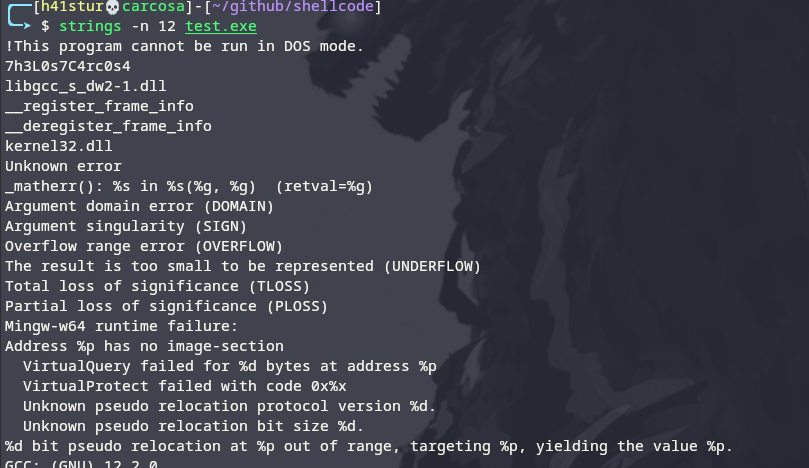 [h41stur💀carcosa]-[~/github/shellcode]
$ strings -n 12 test.exe
!This program cannot be run in DOS mode.
7h3L0s7C4rc0s4
libgcc_s_dw2-1.dll
__register_frame_info
__deregister_frame_info
kernel32.dll
Unknown error
_matherr(): %s in %s(%g, %g)  (retval=%g)
Argument domain error (DOMAIN)
Argument singularity (SIGN)
Overflow range error (OVERFLOW)
The result is too small to be represented (UNDERFLOW)
Total loss of significance (TLOSS)
Partial loss of significance (PLOSS)
Mingw-w64 runtime failure:
Address %p has no image-section
  VirtualQuery failed for %d bytes at address %p
  VirtualProtect failed with code 0x%x
  Unknown pseudo relocation protocol version %d.
  Unknown pseudo relocation bit size %d.
%d bit pseudo relocation at %p out of range, targeting %p, yielding the value %p.
GCC: (GNU) 12.2.0